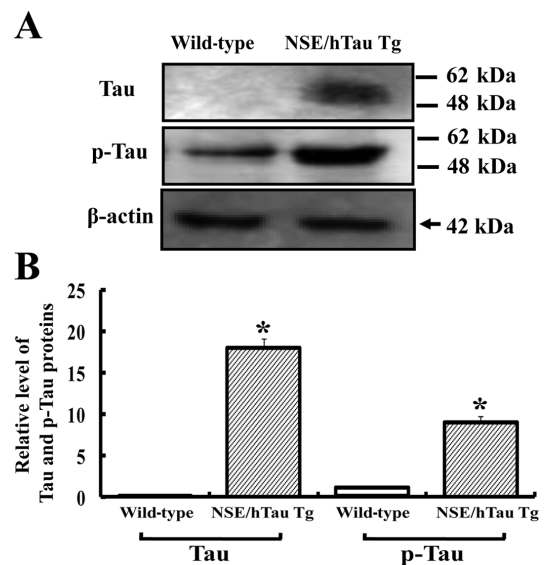 A
Wild-type NSE/hTau Tg
Tau
62 kDa
48 kDa
p-Tau
62 kDa
48 kDa
β-actin
42 kDa
B
Relative level of
Tau and p-Tau proteins
25
20
15
10
5
0
*
*
Wild-type NSE/hTau Tg Wild-type NSE/hTau Tg
Tau p-Tau